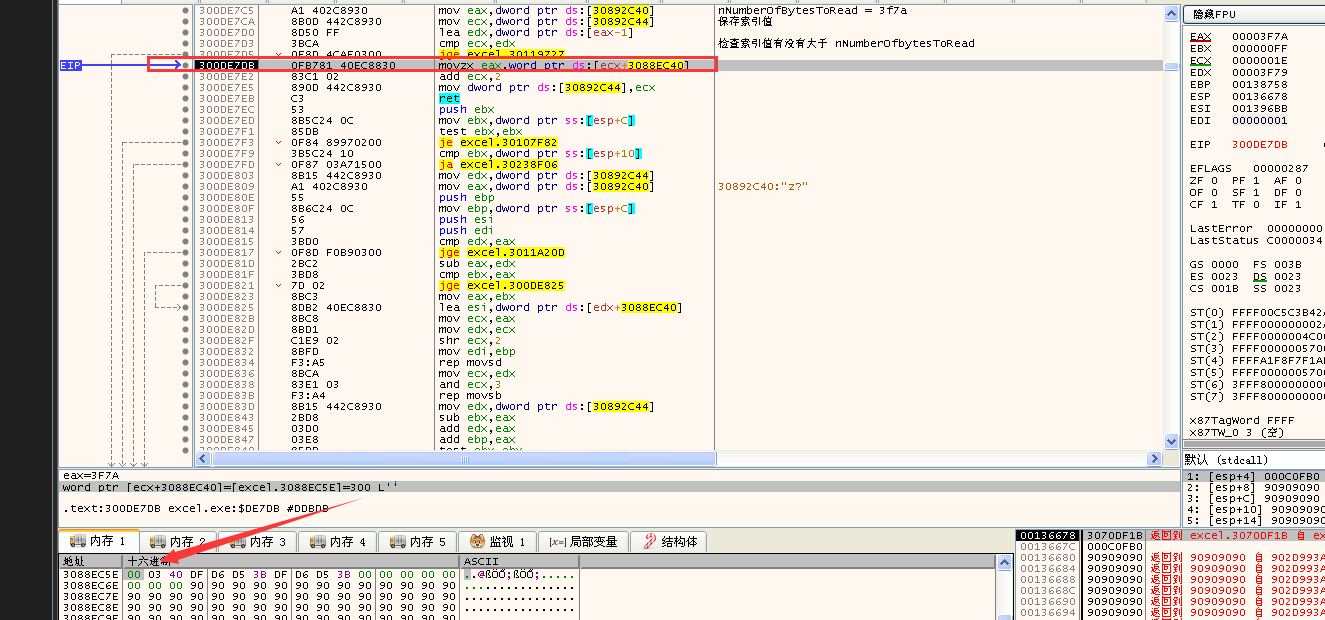 300DE7C5 A1 402C8930 mov eax,dword ptr ds:[30892C40] nNumberOfBytesToRead = 3f7a
300DE7CA 8B0D 442C8930 mov ecx,dword ptr ds:[30892C44] 保存索引值
300DE7D0 8D50 FF lea edx,dword ptr ds:[eax-1]
300DE7D3 3BCA cmp ecx,edx 检查索引值有没有大于 nNumberOfbytesToRead
300DE7D5 0F8D 4CAF0300 jge excel.30119727
EIP 300DE7DB 0FB781 40EC8830 movzx eax,word ptr ds:[ecx+3088EC40]
300DE7E2 83C1 02 add ecx,2
300DE7E5 890D 442C8930 mov dword ptr ds:[30892C44],ecx
300DE7EB C3 ret
300DE7EC 53 push ebx
300DE7ED 8B5C24 0C mov ebx,dword ptr ss:[esp+C]
300DE7F1 85DB test ebx,ebx
300DE7F3 0F84 89970200 je excel.30107F82
300DE7F9 3B5C24 10 cmp ebx,dword ptr ss:[esp+10]
300DE7FD 0F87 03A71500 ja excel.30238F06
300DE803 8B15 442C8930 mov edx,dword ptr ds:[30892C44]
300DE809 A1 402C8930 mov eax,dword ptr ds:[30892C40] 30892C40:"z?"
300DE80E 55 push ebp
300DE80F 8B6C24 0C mov ebp,dword ptr ss:[esp+C]
300DE813 56 push esi
300DE814 57 push edi
300DE815 3BD0 cmp edx,eax
300DE817 0F8D F0B90300 jge excel.3011A20D
300DE81D 2BC2 sub eax,edx
300DE81F 3BD8 cmp ebx,eax
300DE821 7D 02 jge excel.300DE825
300DE823 8BC3 mov eax,ebx
300DE825 8DB2 40EC8830 lea esi,dword ptr ds:[edx+3088EC40]
300DE82B 8BC8 mov ecx,eax
300DE82D 8BD1 mov edx,ecx
300DE82F C1E9 02 shr ecx,2
300DE832 8BFD mov edi,ebp
300DE834 F3:A5 rep movsd
300DE836 8BCA mov ecx,edx
300DE838 83E1 03 and ecx,3
300DE83B F3:A4 rep movsb
300DE83D 8B15 442C8930 mov edx,dword ptr ds:[30892C44]
300DE843 2BD8 sub ebx,eax
300DE845 03D0 add edx,eax
300DE847 03E8 add ebp,eax
隐藏FPU
EAX 00003F7A
EBX 000000FF
ECX 0000001E
EDX 00003F79
EBP 00138758
ESP 00136678
ESI 001396BB
EDI 00000001
EIP 300DE7DB
EFLAGS 00000287
ZF 0 PF 1 AF 0
OF 0 SF 1 DF 0
CF 1 TF 0 IF 1
LastError 00000000
LastStatus C0000034
GS 0000 FS 003B
ES 0023 DS 0023
CS 001B SS 0023
ST(0) FFFF00C5C3B42A
ST(1) FFFF000000002A
ST(2) FFFF0000004C00
ST(3) FFFF0000005700
ST(4) FFFFA1F8F7F1A
ST(5) FFFF0000005700
ST(6) 3FFF8000000000
ST(7) 3FFF8000000000
x87TagWord FFFF
x87TW_0 3 (空)
默认 (stdcall)
1: [esp+4] 000C0FB0
2: [esp+8] 90909090
3: [esp+C] 90909090
4: [esp+10] 90909090
5: [esp+14] 90909090
eax=3F7A
word ptr [ecx+3088EC40]=[excel.3088EC5E]=300 L'
.text:300DE7DB excel.exe:$DE7DB #DDBDB
内存 1 内存 2 内存 3 内存 4 内存 5 监视 1 [x=] 局部变量 结构体
地址 十六进制 ASCII
3088EC5E 00 03 40 DF D6 D5 3B DF D6 D5 3B 00 00 00 00 00 ..@ßÖÕ;ßÖÕ;.....
3088EC6E 00 00 00 90 90 90 90 90 90 90 90 90 90 90 90 90 ................
3088EC7E 90 90 90 90 90 90 90 90 90 90 90 90 90 90 90 90 ................
3088EC8E 90 90 90 90 90 90 90 90 90 90 90 90 90 90 90 90 ................
3088EC9E 90 90 90 90 90 90 90 90 90 90 90 90 90 90 90 90
00136678 3070DF1B 返回到 excel.3070DF1B 自 ex
0013667C 000C0FB0
00136680 90909090 返回到 90909090 自 902D993A
00136684 90909090 返回到 90909090 自 902D993A
00136688 90909090 返回到 90909090 自 902D993A
0013668C 90909090 返回到 90909090 自 902D993A
00136690 90909090 返回到 90909090 自 902D993A
00136694 90909090 返回到 90909090 自 902D993A